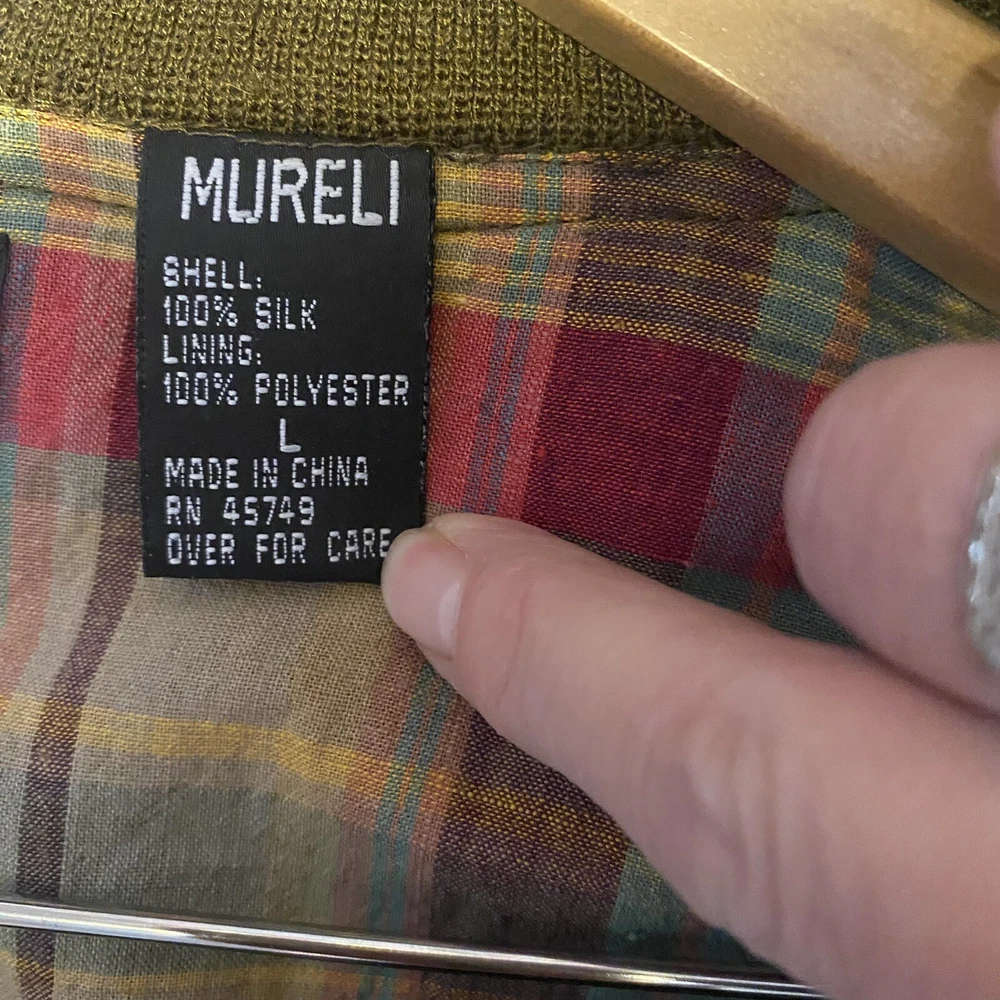 MURELI
SHELL:
100% SILK
LINING:
100% POLYESTER
L
MADE IN CHINA
RN 45749
OVER FOR CARE